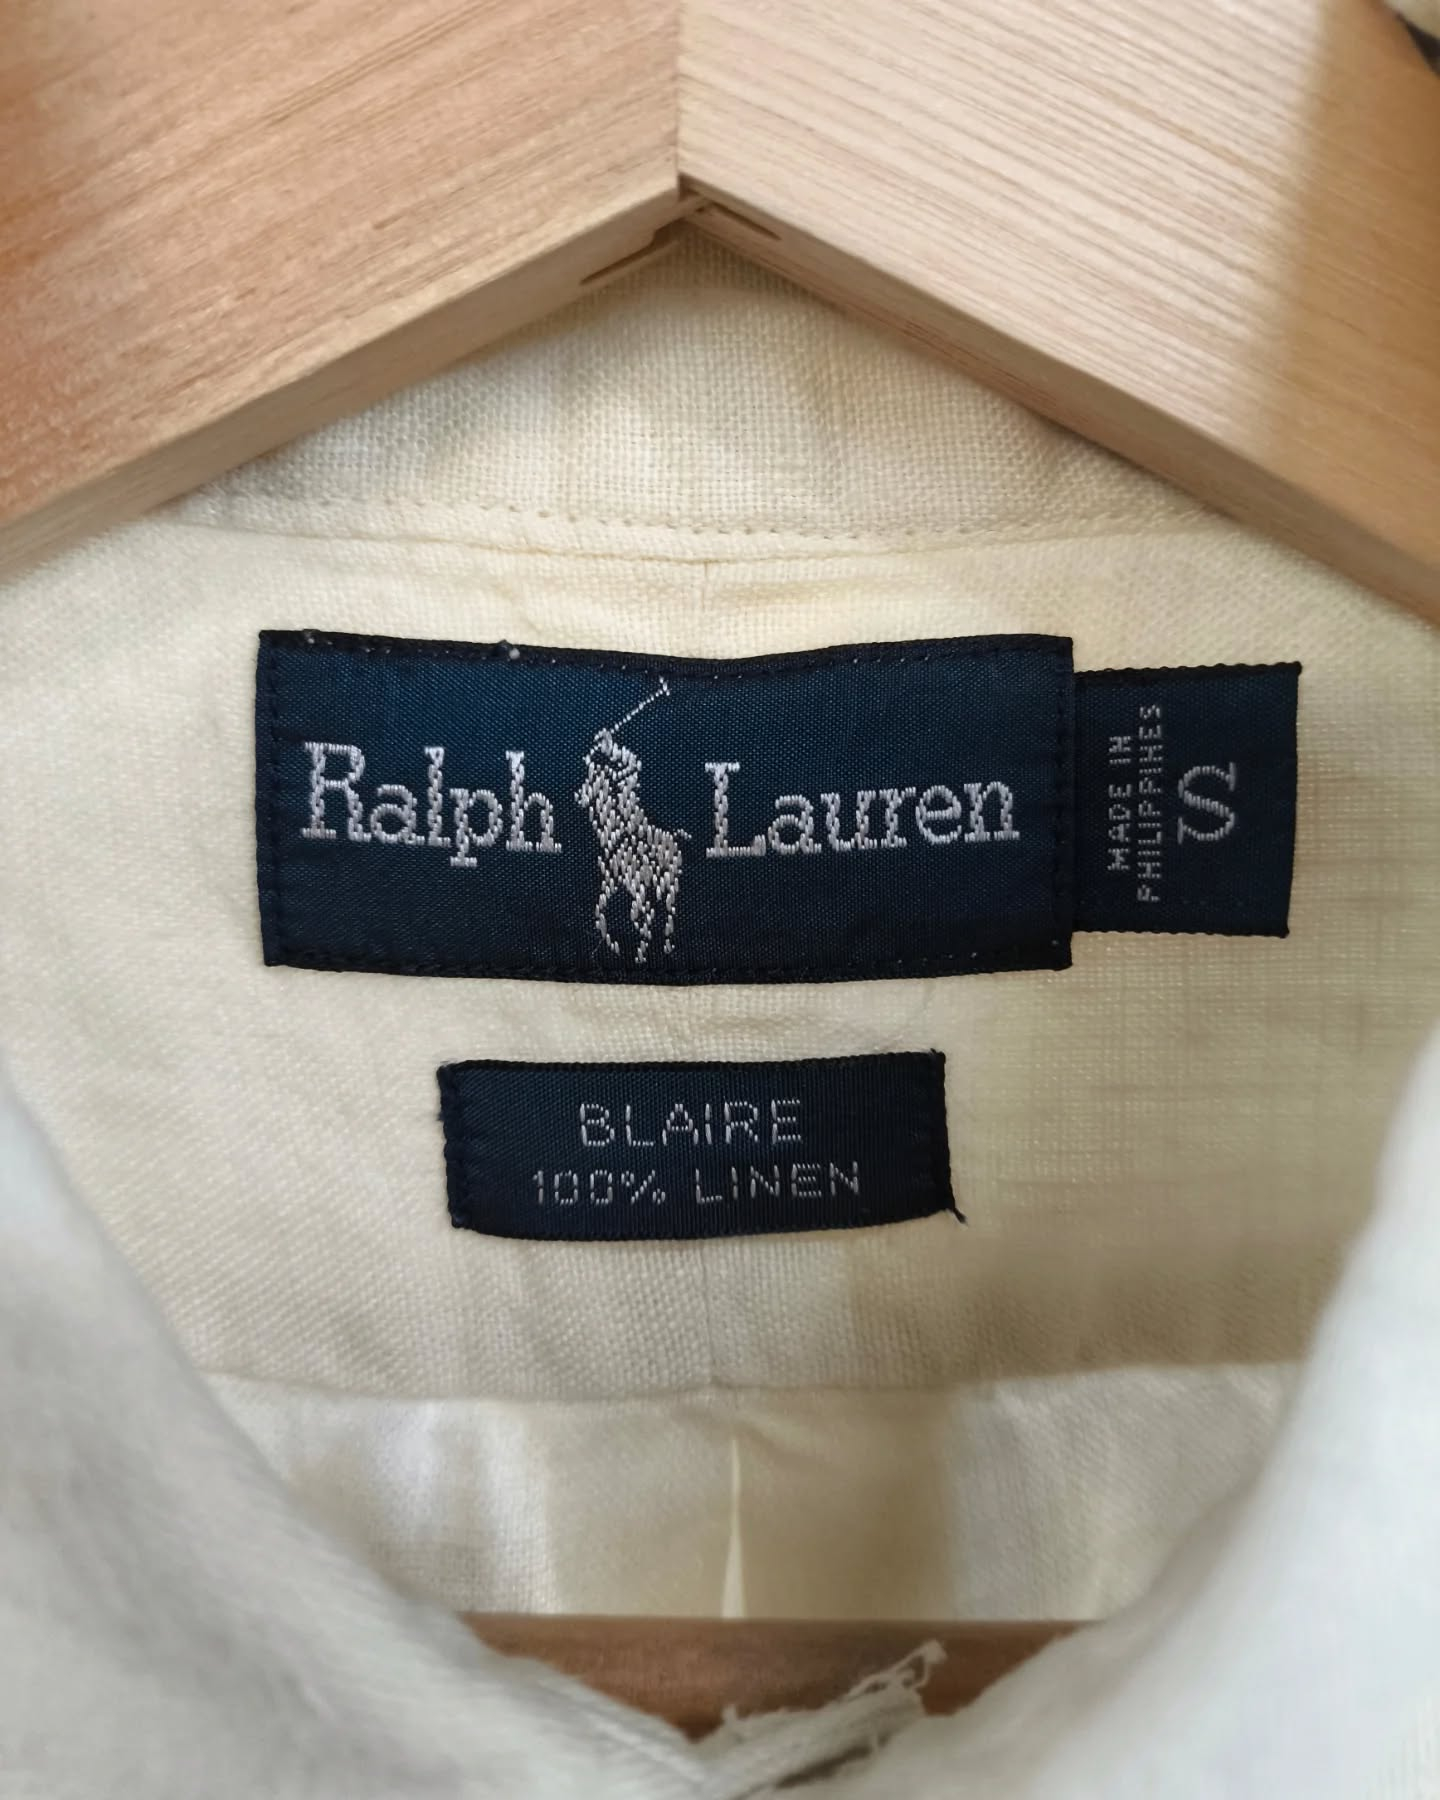 Ralph Lauren
MADE IN
PHILIPPINES
S
BLAIRE
100% LINEN